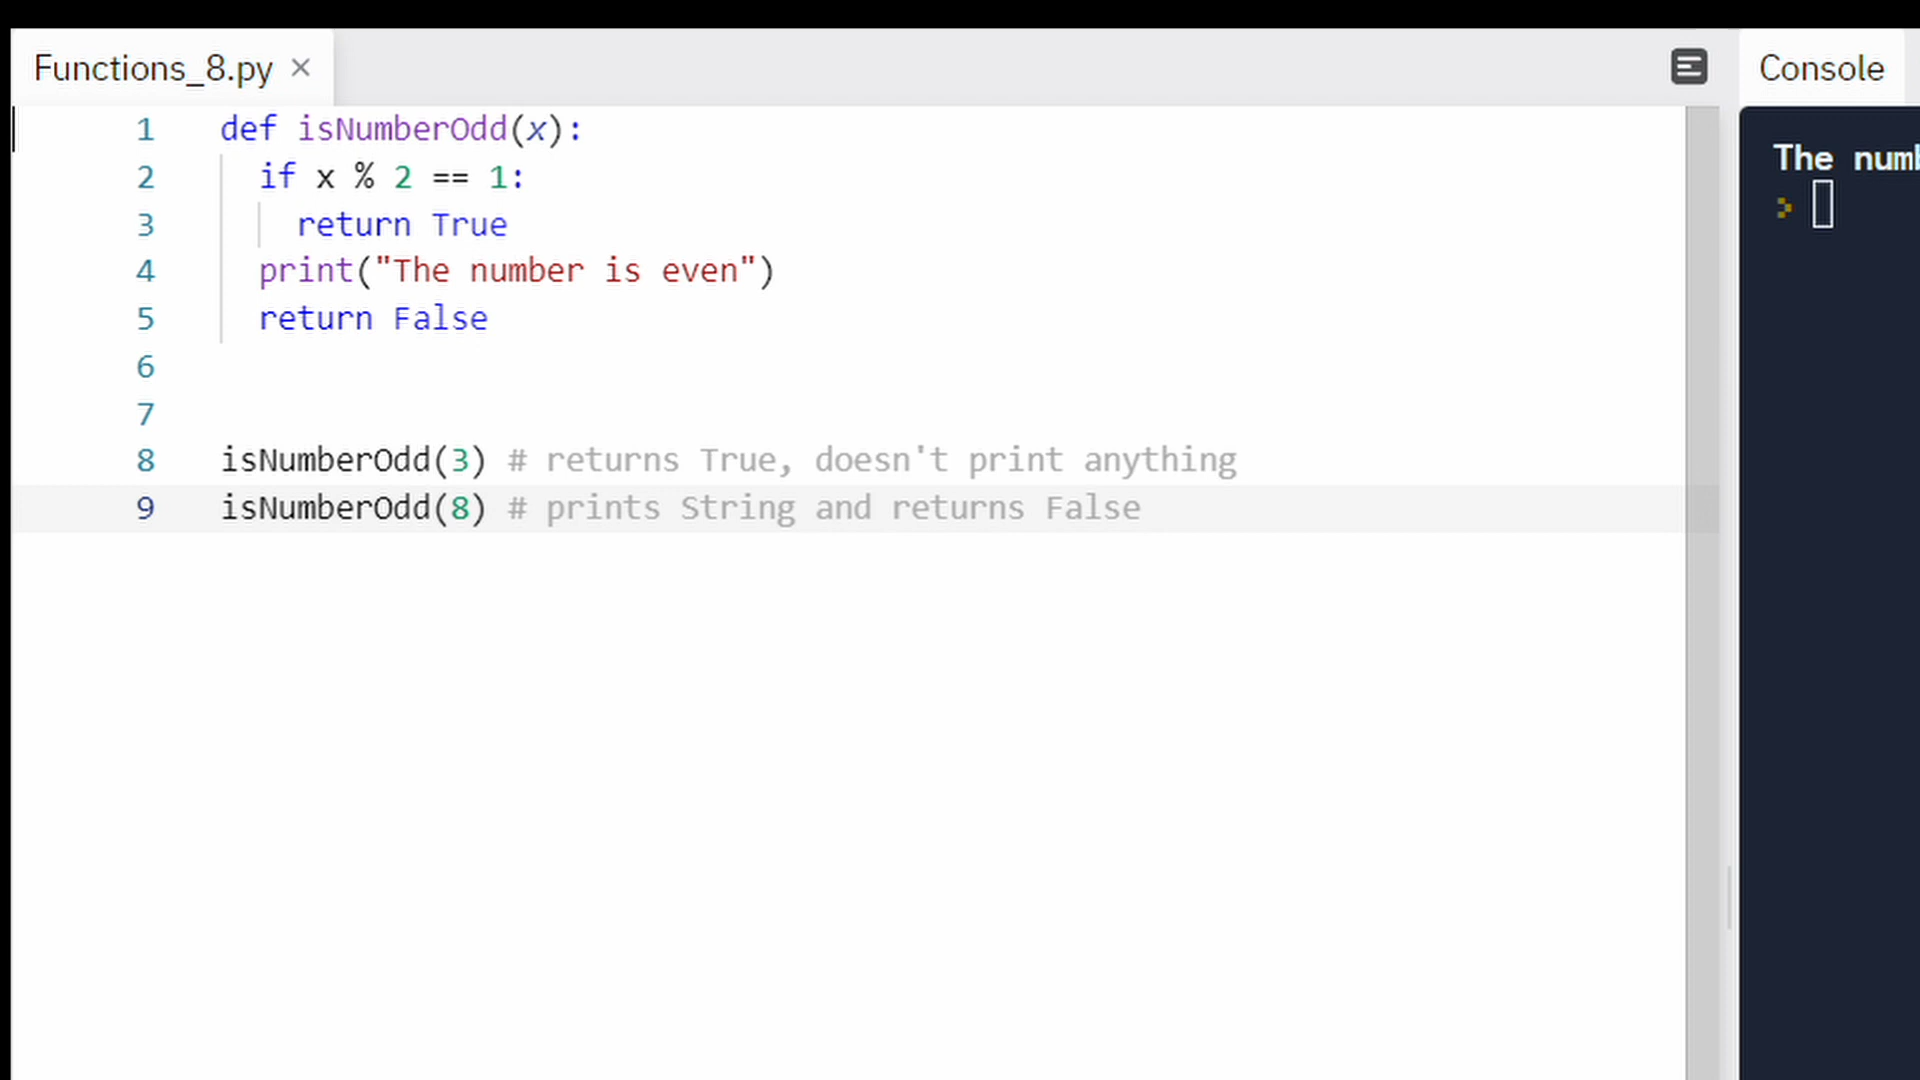 Functions_8.py ×
Console
1 def isNumberOdd(x):
2 if x % 2 == 1:
3 return True
4 print("The number is even")
5 return False
6
7
8 isNumberOdd(3) # returns True, doesn't print anything
9 isNumberOdd(8) # prints String and returns False
The
>